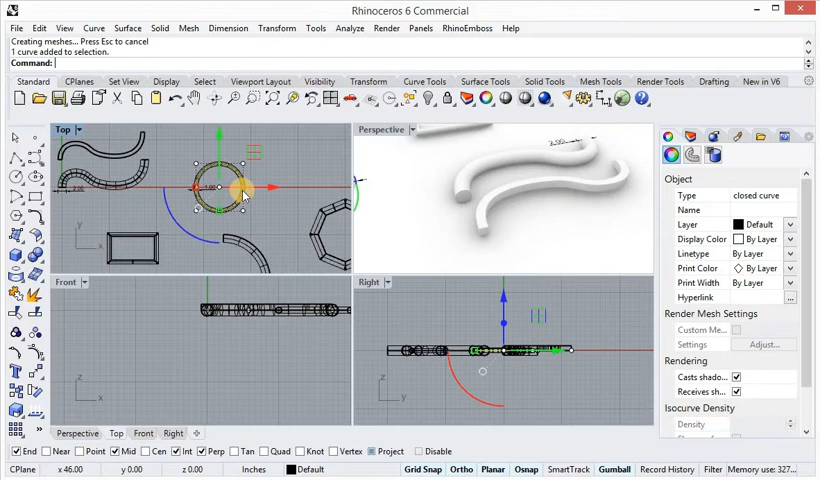 Rhinoceros 6 Commercial
File Edit View Curve Surface Solid Mesh Dimension Transform Tools Analyze Render Panels RhinoEmboss Help
Creating meshes... Press Esc to cancel
1 curve added to selection.
Command:
Standard CPlanes Set View Display Select Viewport Layout Visibility Transform Curve Tools Surface Tools Solid Tools Mesh Tools Render Tools Drafting New in V6
Top
Perspective
2.00
2.00
1.00
y
x
Front
Right
z
x
z
y
Perspective Top Front Right
Object
Type closed curve
Name
Layer Default
Display Color By Layer
Linetype By Layer
Print Color By Layer
Print Width By Layer
Hyperlink ...
Render Mesh Settings
Custom Me...
Settings Adjust...
Rendering
Casts shado...
Receives sh...
Isocurve Density
Density
End Near Point Mid Cen Int Perp Tan Quad Knot Vertex Project Disable
CPlane x 46.00 y 0.00 z 0.00 Inches Default Grid Snap Ortho Planar Osnap SmartTrack Gumball Record History Filter Memory use: 327...